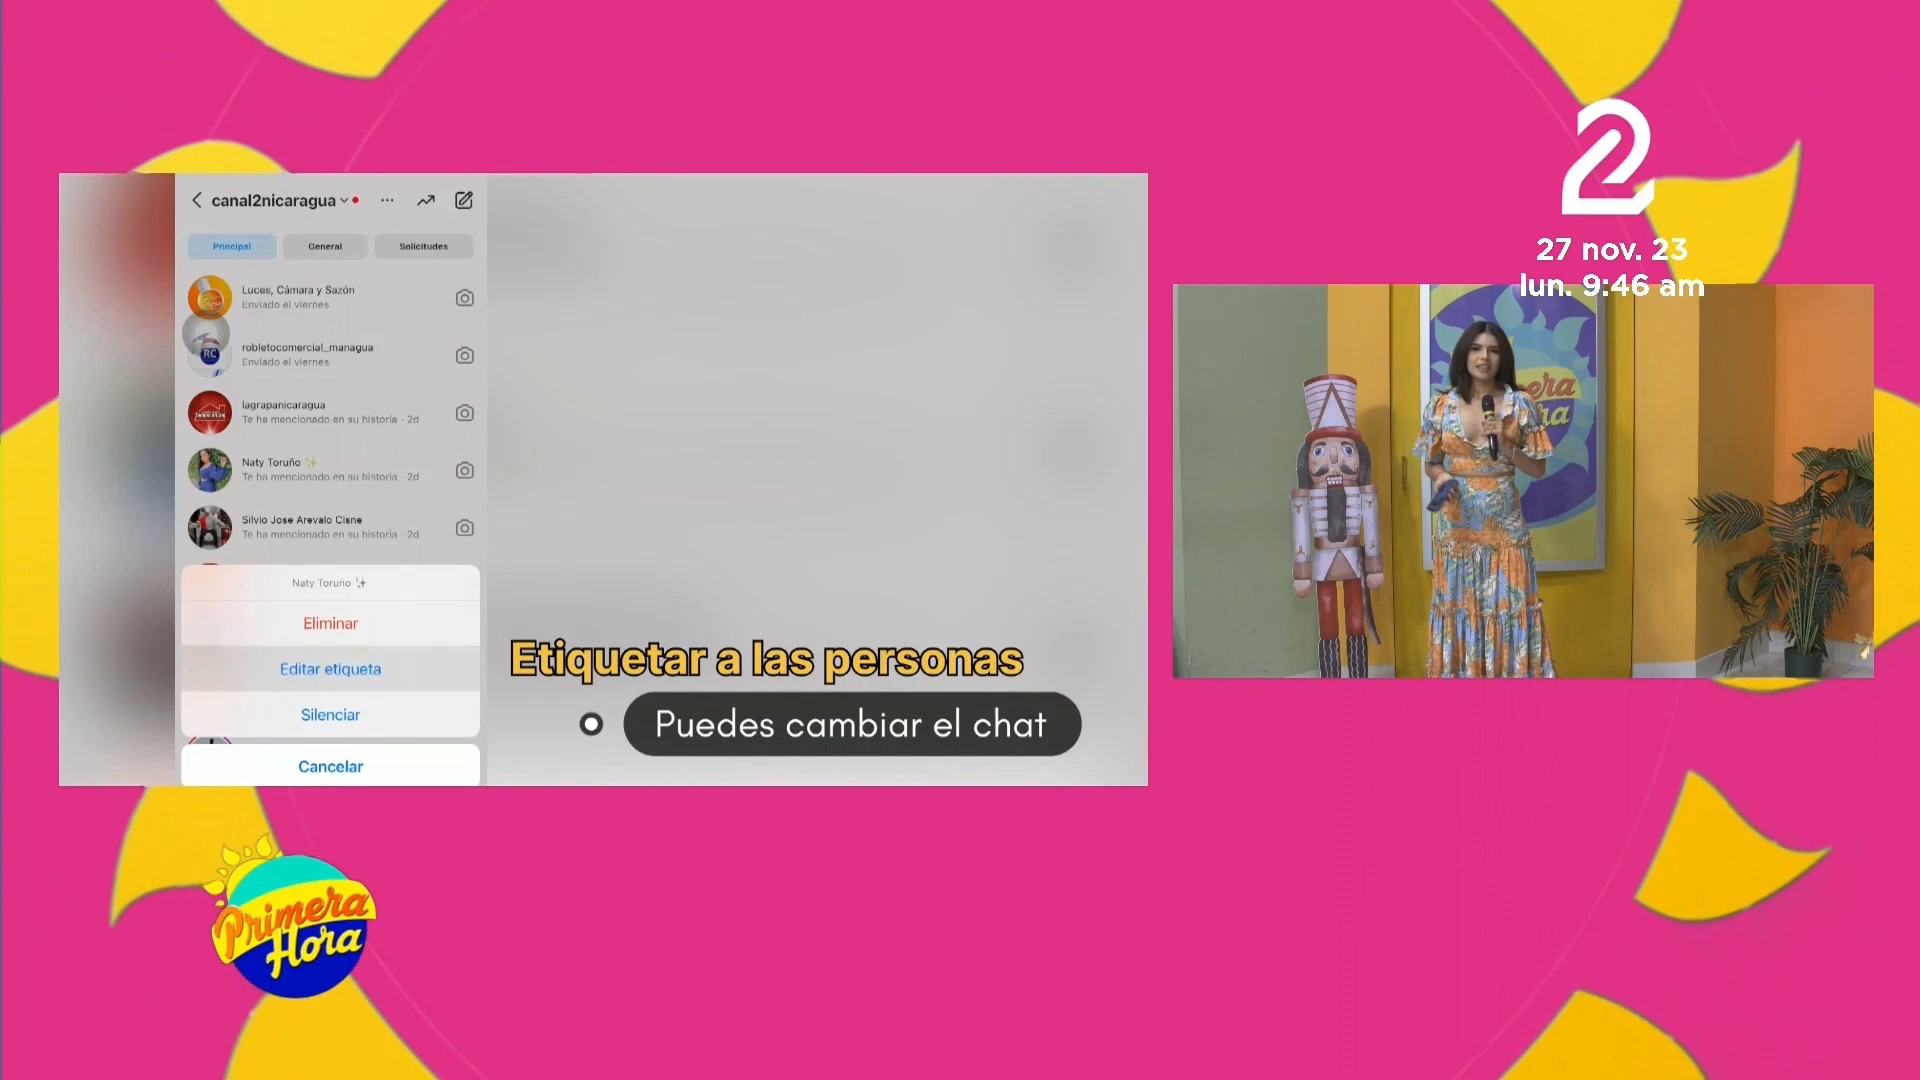 canal2nicaragua
Principal
General
Solicitudes
Luces, Cámara y Sazón
Enviado el viernes
RC
robletocomercial_managua
Enviado el viernes
lagrapanicaragua
Te ha mencionado en su historia · 2d
Naty Toruño ✨
Te ha mencionado en su historia · 2d
Silvio Jose Arevalo Cisne
Te ha mencionado en su historia · 2d
Naty Toruno ✨
Eliminar
Editar etiqueta
Silenciar
Cancelar
Etiquetar a las personas
Puedes cambiar el chat
2
27 nov. 23
lun. 9:46 am
Primera
Hora